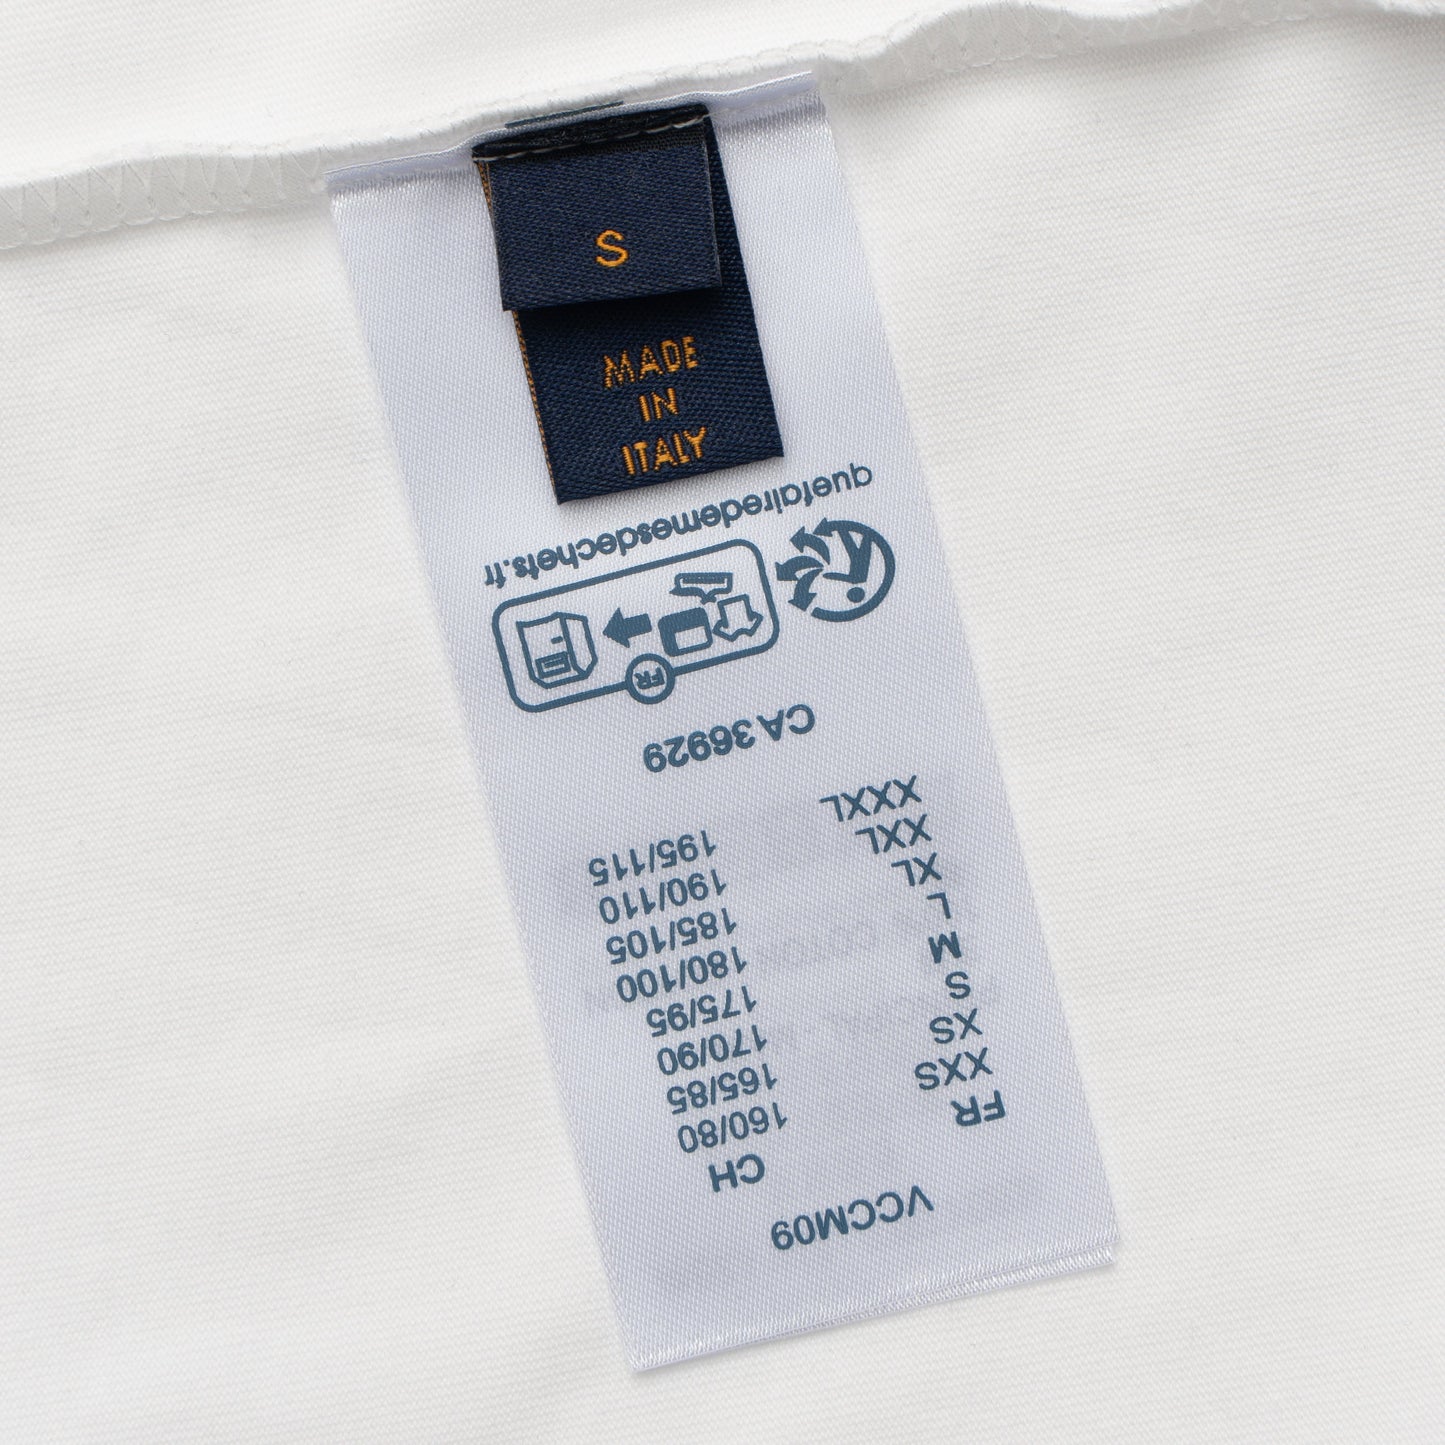 S
MADE
IN
ITALY
VCCM09
FR CH
XXS 160/80
XS 165/85
S 170/90
M 175/95
L 180/100
XL 185/105
XXL 190/110
XXXL 195/115
CA 36929
FR
quefairedemesdechets.fr